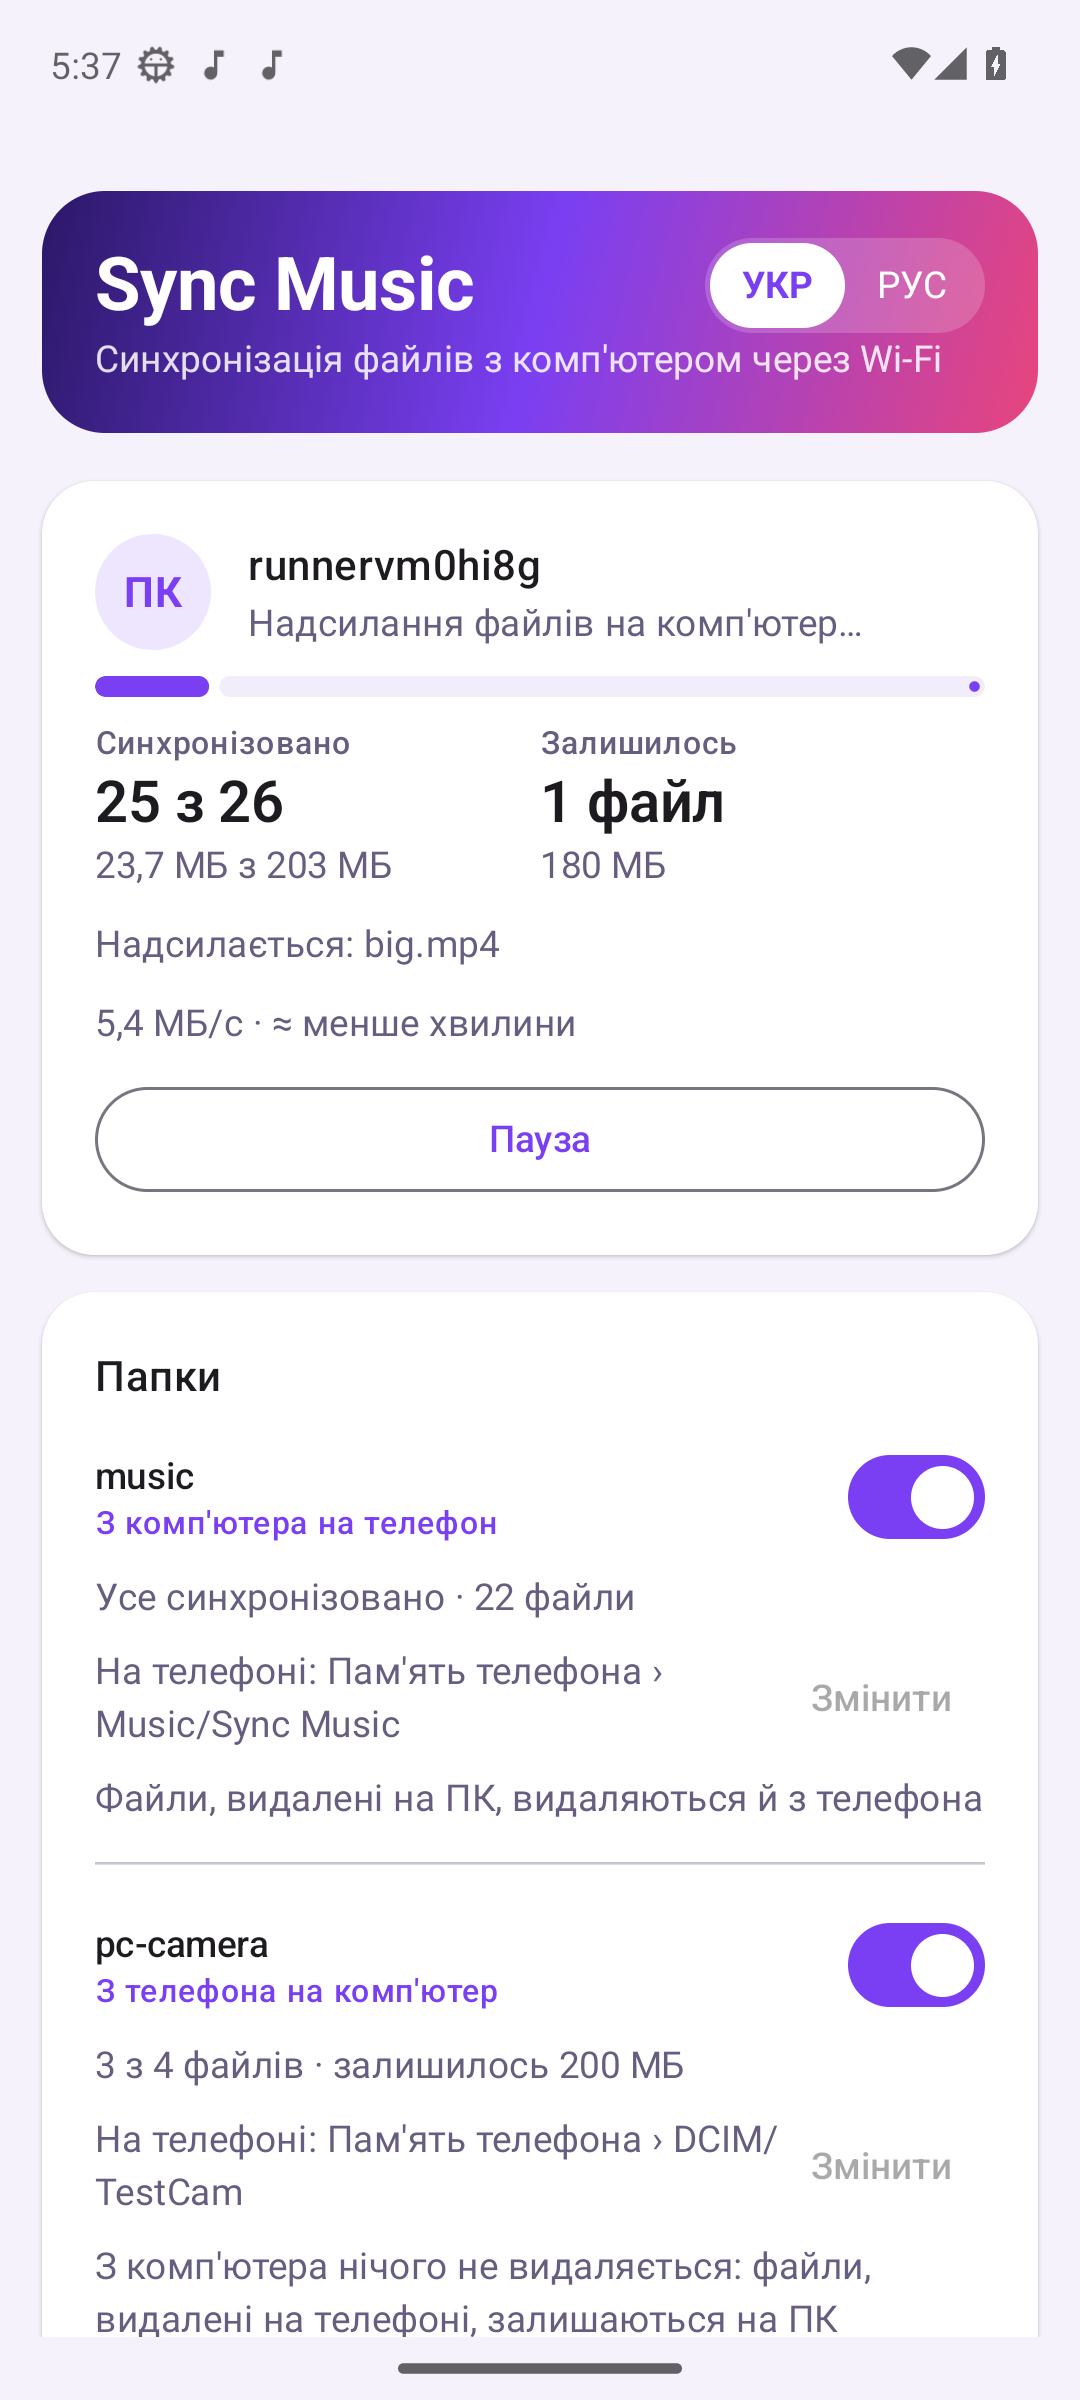 5:37
Sync Music
УКР
РУС
Синхронізація файлів з комп'ютером через Wi-Fi
ПК
runnervm0hi8g
Надсилання файлів на комп'ютер…
Синхронізовано
Залишилось
25 з 26
1 файл
23,7 МБ з 203 МБ
180 МБ
Надсилається: big.mp4
5,4 МБ/с · ≈ менше хвилини
Пауза
Папки
music
З комп'ютера на телефон
Усе синхронізовано · 22 файли
На телефоні: Пам'ять телефона ›
Music/Sync Music
Змінити
Файли, видалені на ПК, видаляються й з телефона
pc-camera
З телефона на комп'ютер
3 з 4 файлів · залишилось 200 МБ
На телефоні: Пам'ять телефона › DCIM/
TestCam
Змінити
З комп'ютера нічого не видаляється: файли,
видалені на телефоні, залишаються на ПК